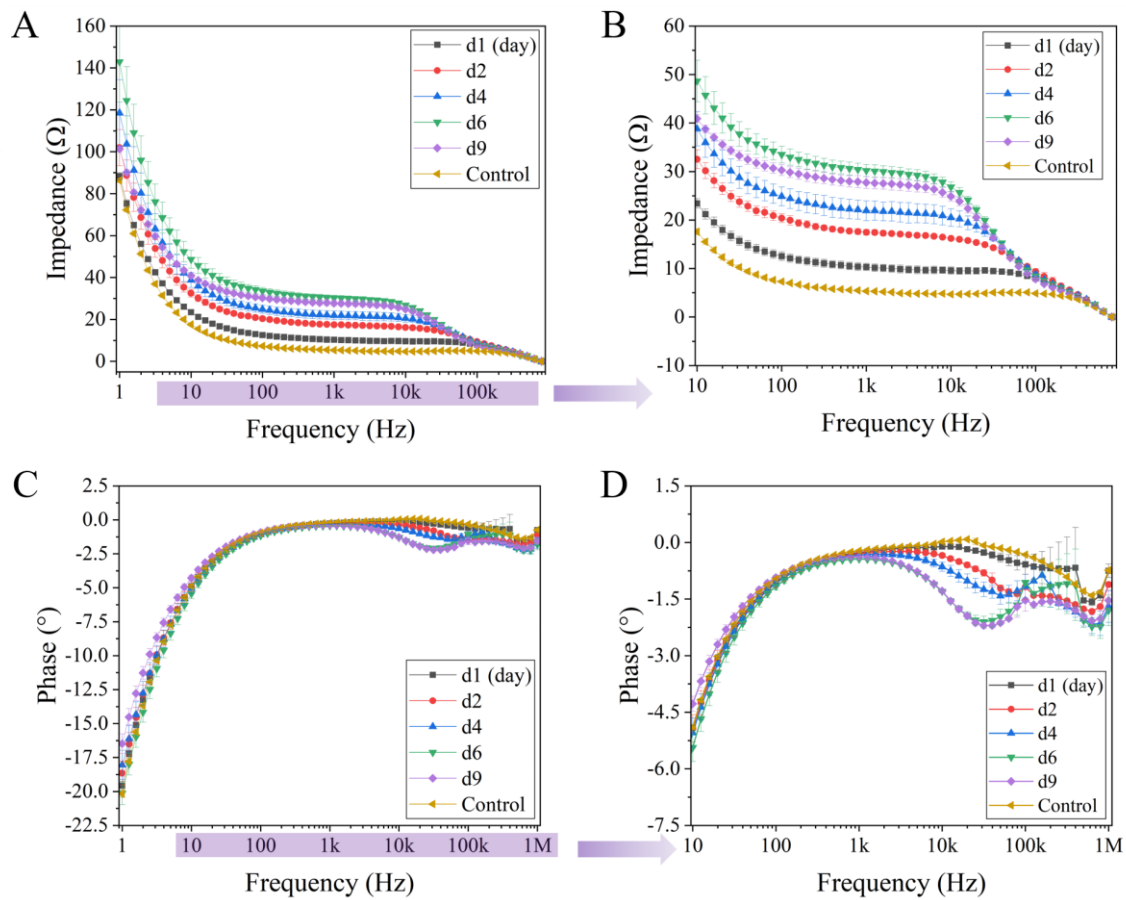 A
Impedance (Ω)
160
140
120
100
80
60
40
20
0
d1 (day)
d2
d4
d6
d9
Control
1
10
100
1k
10k
100k
Frequency (Hz)
B
Impedance (Ω)
60
50
40
30
20
10
0
-10
d1 (day)
d2
d4
d6
d9
Control
10
100
1k
10k
100k
Frequency (Hz)
C
Phase (°)
2.5
0.0
-2.5
-5.0
-7.5
-10.0
-12.5
-15.0
-17.5
-20.0
-22.5
d1 (day)
d2
d4
d6
d9
Control
1
10
100
1k
10k
100k
1M
Frequency (Hz)
D
Phase (°)
1.5
0.0
-1.5
-3.0
-4.5
-6.0
-7.5
d1 (day)
d2
d4
d6
d9
Control
10
100
1k
10k
100k
1M
Frequency (Hz)